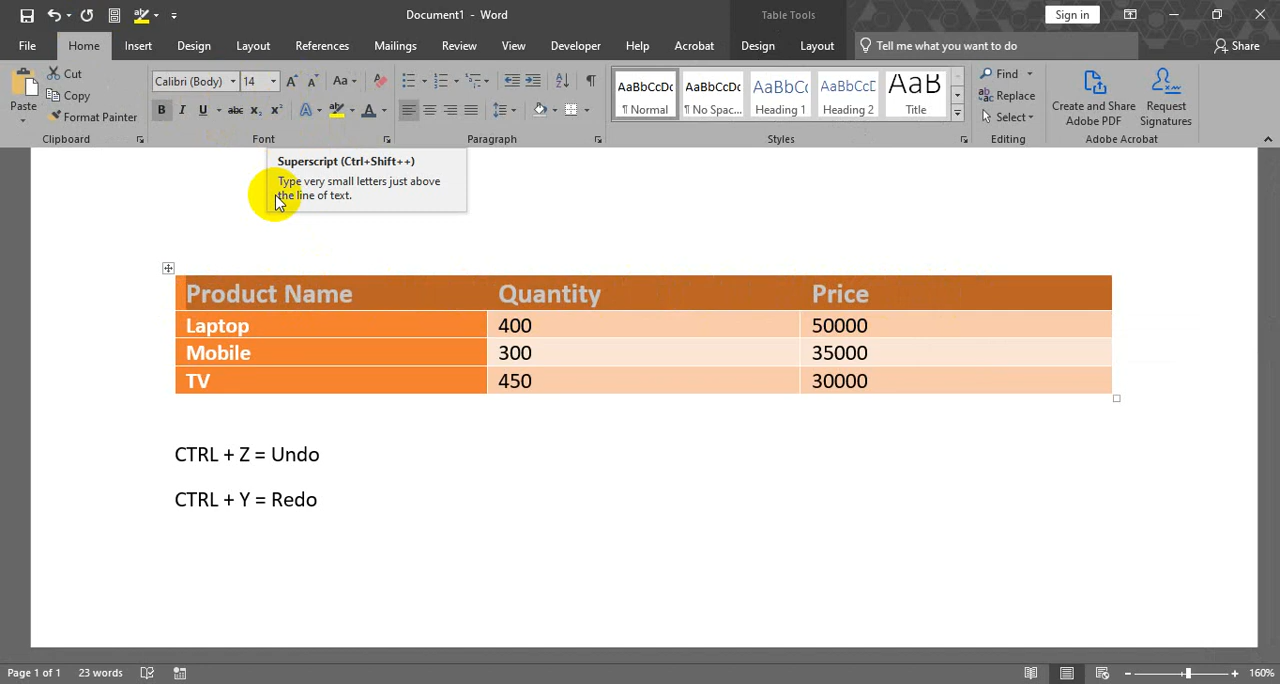 Document1 - Word
Table Tools
Sign in
File Home Insert Design Layout References Mailings Review View Developer Help Acrobat Design Layout Tell me what you want to do Share
Paste
Cut
Copy
Format Painter
Clipboard
Calibri (Body) 14
Font
Paragraph
AaBbCcDc AaBbCcDc AaBbCc AaBbCcC AaB
¶ Normal ¶ No Spac... Heading 1 Heading 2 Title
Styles
Find
Replace
Select
Editing
Create and Share
Adobe PDF
Request
Signatures
Adobe Acrobat
Superscript (Ctrl+Shift++)
Type very small letters just above
the line of text.
Product Name Quantity Price
Laptop 400 50000
Mobile 300 35000
TV 450 30000
CTRL + Z = Undo
CTRL + Y = Redo
Page 1 of 1 23 words 160%